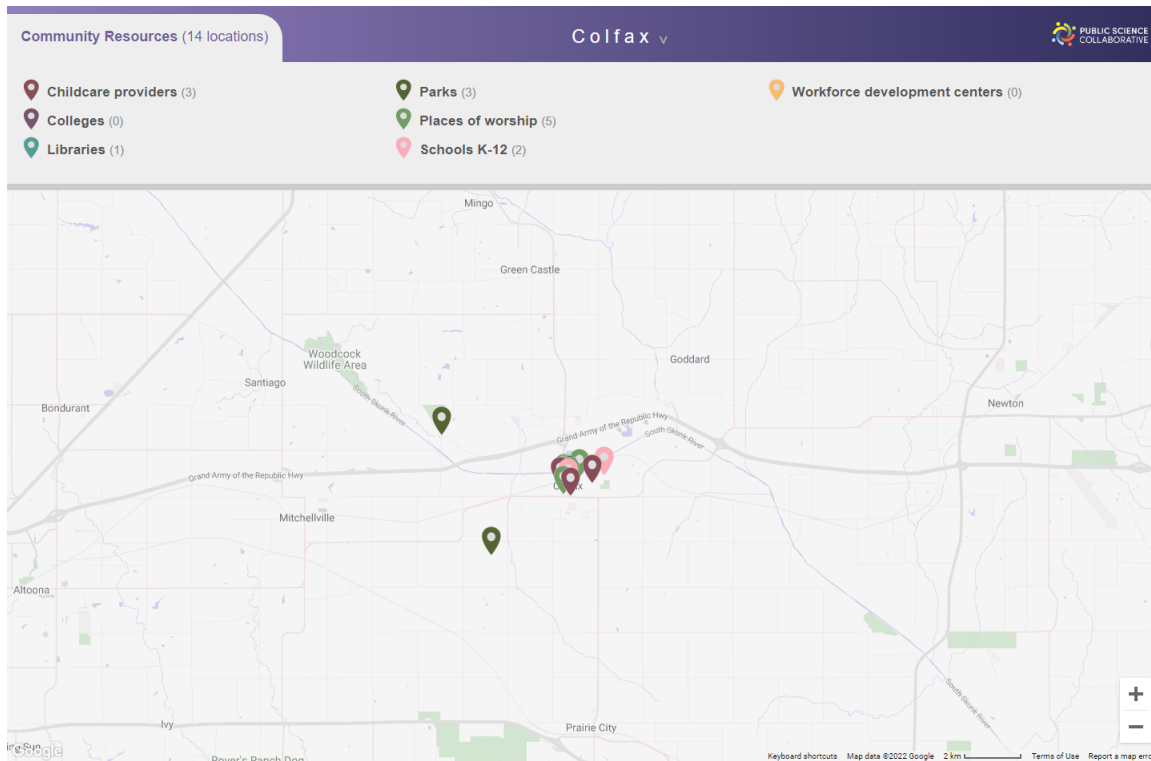 Community Resources (14 locations)
Colfax v
PUBLIC SCIENCE
COLLABORATIVE
Childcare providers (3)
Parks (3)
Workforce development centers (0)
Colleges (0)
Places of worship (5)
Libraries (1)
Schools K-12 (2)
Mingo
Green Castle
Woodcock
Wildlife Area
Goddard
Santiago
Bondurant
South Skunk River
Newton
Grand Army of the Republic Hwy
South Skunk River
Grand Army of the Republic Hwy
Mitchellville
Altoona
South Skunk River
Ivy
Prairie City
Google
Keyboard shortcuts
Map data ©2022 Google
2 km
Terms of Use
Report a map erro